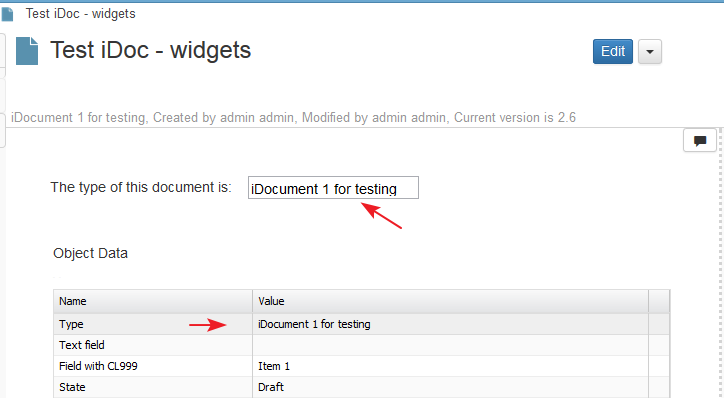 Test iDoc - widgets
Test iDoc - widgets
Edit
iDocument 1 for testing, Created by admin admin, Modified by admin admin, Current version is 2.6
The type of this document is: iDocument 1 for testing
Object Data
Name Value
Type iDocument 1 for testing
Text field
Field with CL999 Item 1
State Draft